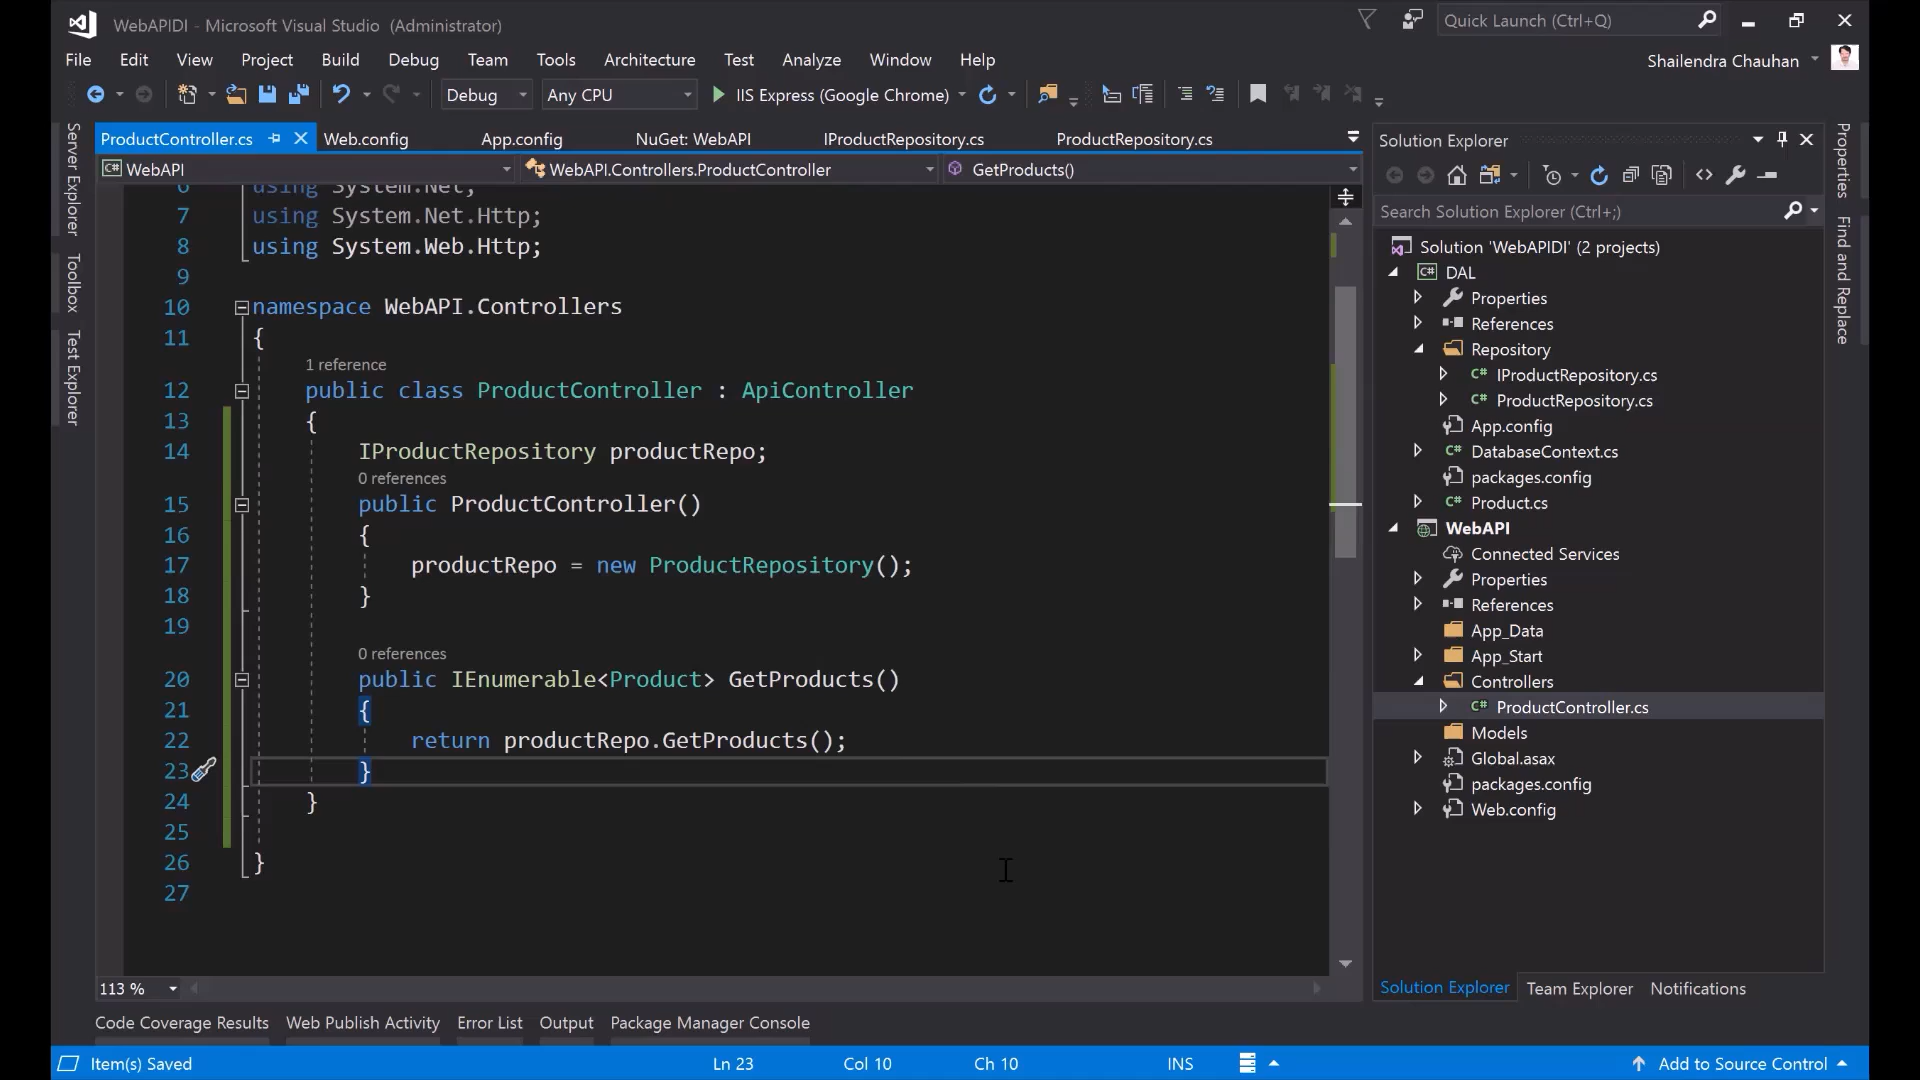 WebAPIDI - Microsoft Visual Studio (Administrator)
Quick Launch (Ctrl+Q)
File Edit View Project Build Debug Team Tools Architecture Test Analyze Window Help
Shailendra Chauhan
Debug Any CPU IIS Express (Google Chrome)
Server Explorer
Toolbox
Test Explorer
ProductController.cs Web.config App.config NuGet: WebAPI IProductRepository.cs ProductRepository.cs
WebAPI WebAPI.Controllers.ProductController GetProducts()
6 using System.Net;
7 using System.Net.Http;
8 using System.Web.Http;
9
10 namespace WebAPI.Controllers
11 {
1 reference
12 public class ProductController : ApiController
13 {
14 IProductRepository productRepo;
0 references
15 public ProductController()
16 {
17 productRepo = new ProductRepository();
18 }
19
0 references
20 public IEnumerable<Product> GetProducts()
21 {
22 return productRepo.GetProducts();
23 }
24 }
25
26 }
27
113 %
Solution Explorer
Search Solution Explorer (Ctrl+;)
Solution 'WebAPIDI' (2 projects)
C# DAL
Properties
References
Repository
C# IProductRepository.cs
C# ProductRepository.cs
App.config
C# DatabaseContext.cs
packages.config
C# Product.cs
WebAPI
Connected Services
Properties
References
App_Data
App_Start
Controllers
C# ProductController.cs
Models
Global.asax
packages.config
Web.config
Solution Explorer Team Explorer Notifications
Properties
Find and Replace
Code Coverage Results Web Publish Activity Error List Output Package Manager Console
Item(s) Saved Ln 23 Col 10 Ch 10 INS Add to Source Control